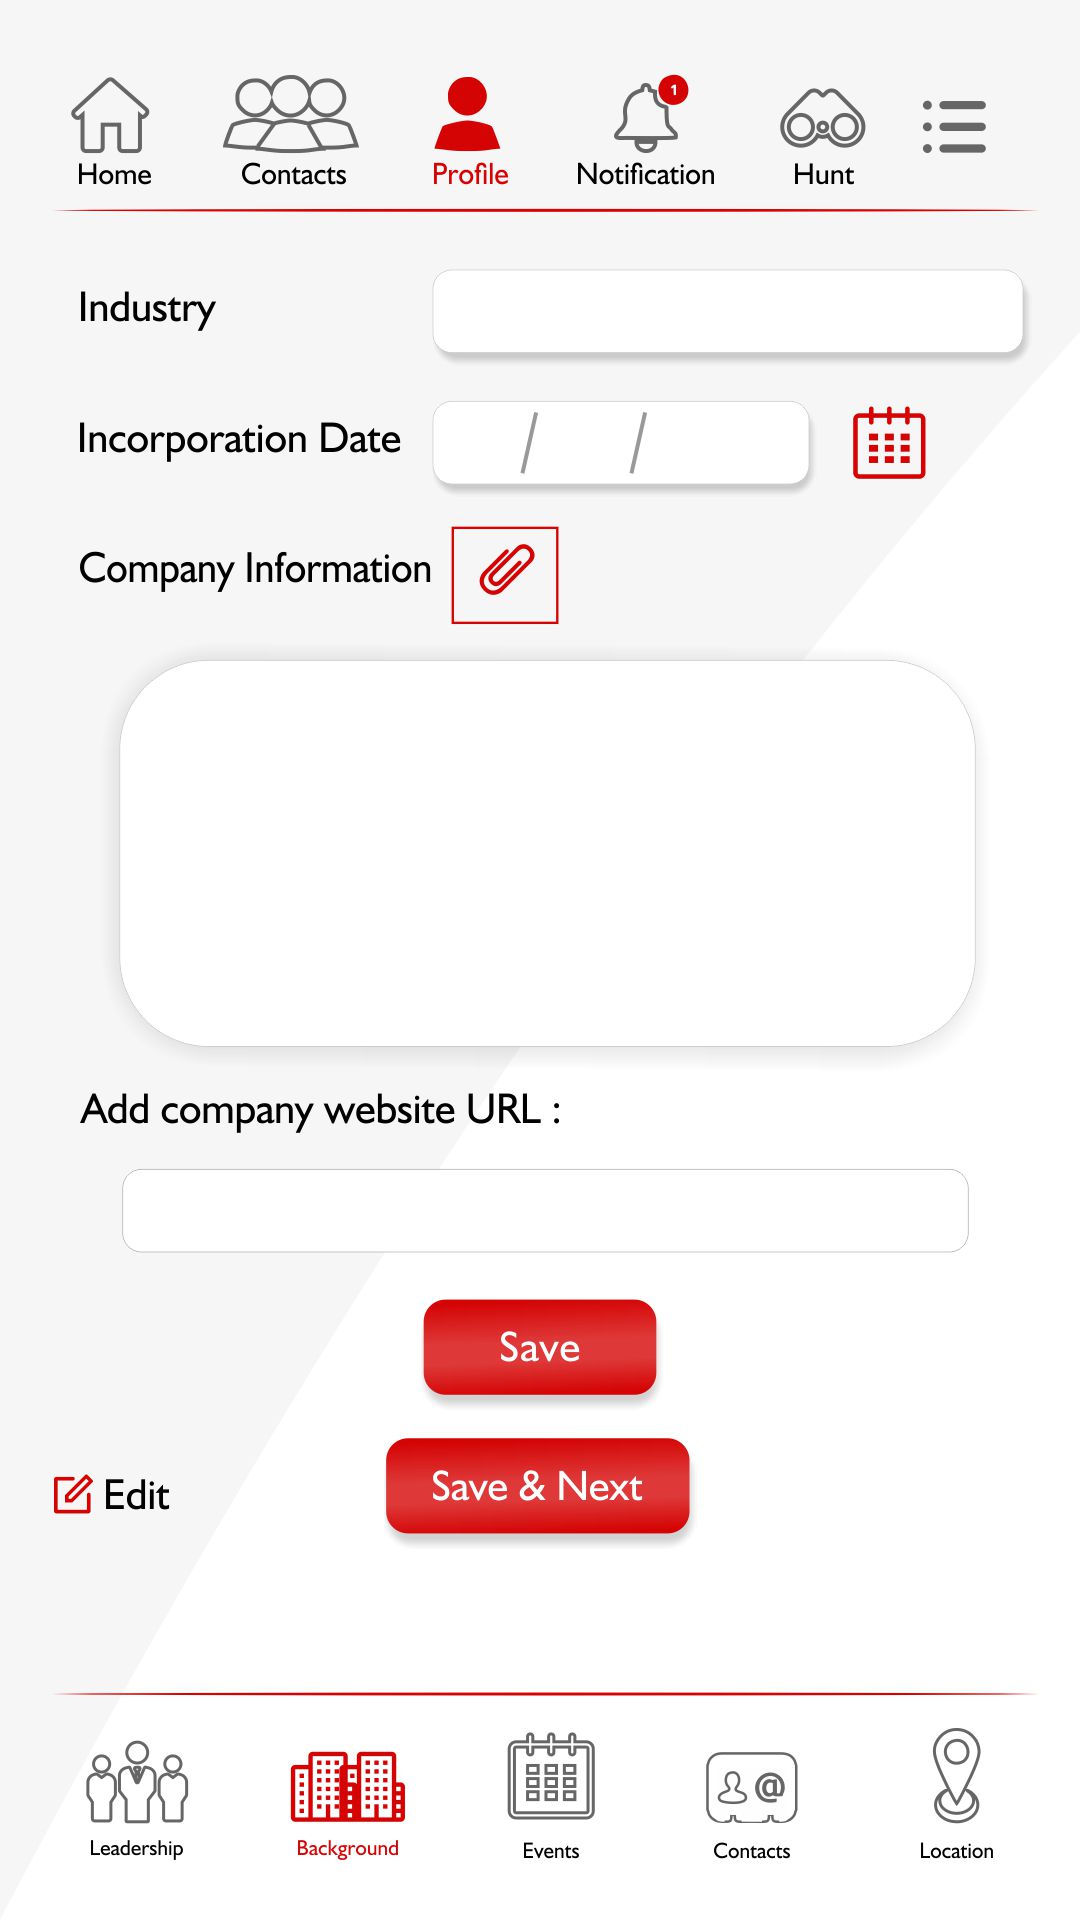 1
Home Contacts Profile Notification Hunt
Industry
Incorporation Date / /
Company Information
Add company website URL :
Save
Save & Next
Edit
@
Leadership Background Events Contacts Location